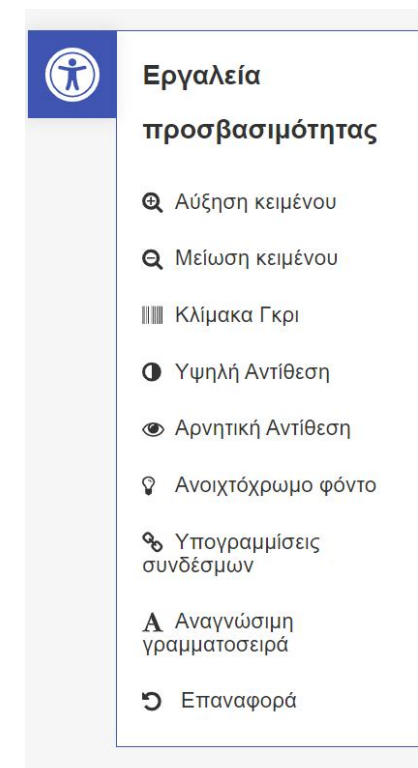 Εργαλεία
προσβασιμότητας
Αύξηση κειμένου
Μείωση κειμένου
Κλίμακα Γκρι
Υψηλή Αντίθεση
Αρνητική Αντίθεση
Ανοιχτόχρωμο φόντο
Υπογραμμίσεις
συνδέσμων
Αναγνώσιμη
γραμματοσειρά
Επαναφορά